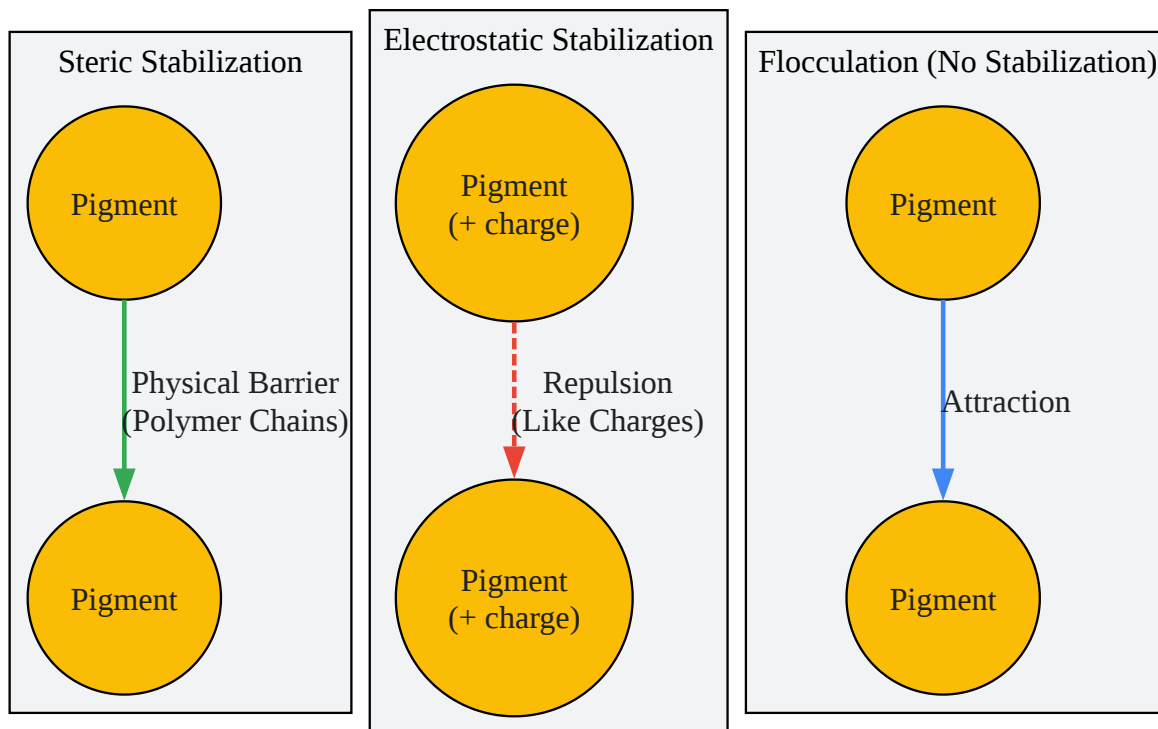 Steric Stabilization
Pigment
Physical Barrier
(Polymer Chains)
Pigment
Electrostatic Stabilization
Pigment
(+ charge)
Repulsion
(Like Charges)
Pigment
(+ charge)
Flocculation (No Stabilization)
Pigment
Attraction
Pigment